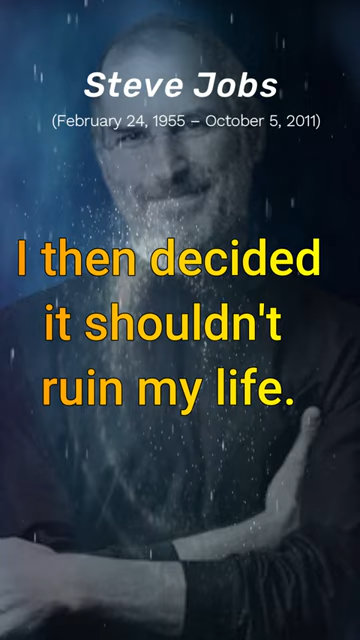 Steve Jobs
(February 24, 1955 – October 5, 2011)
I then decided
it shouldn't
ruin my life.